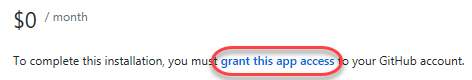 $0 / month
To complete this installation, you must grant this app access to your GitHub account.